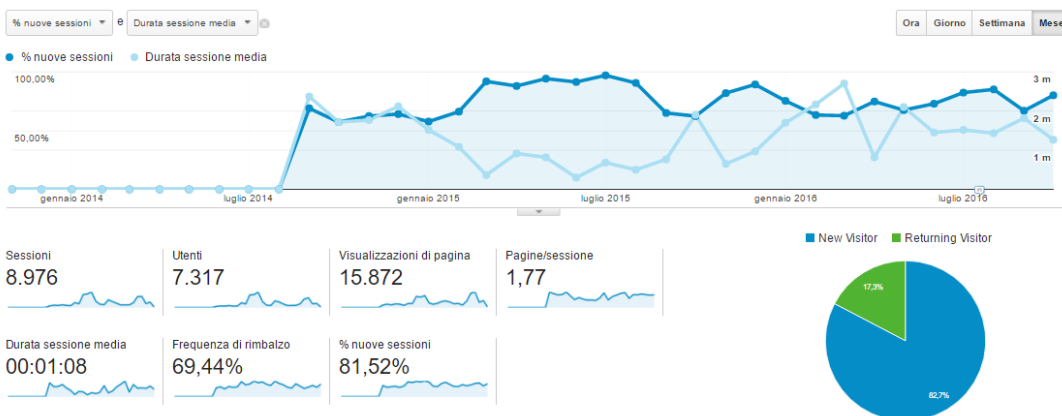 % nuove sessioni e Durata sessione media
Ora Giorno Settimana Mese
% nuove sessioni Durata sessione media
100,00%
50,00%
3 m
2 m
1 m
gennaio 2014 luglio 2014 gennaio 2015 luglio 2015 gennaio 2016 luglio 2016
New Visitor Returning Visitor
Sessioni
8.976
Utenti
7.317
Visualizzazioni di pagina
15.872
Pagine/sessione
1,77
Durata sessione media
00:01:08
Frequenza di rimbalzo
69,44%
% nuove sessioni
81,52%
17,3%
82,7%